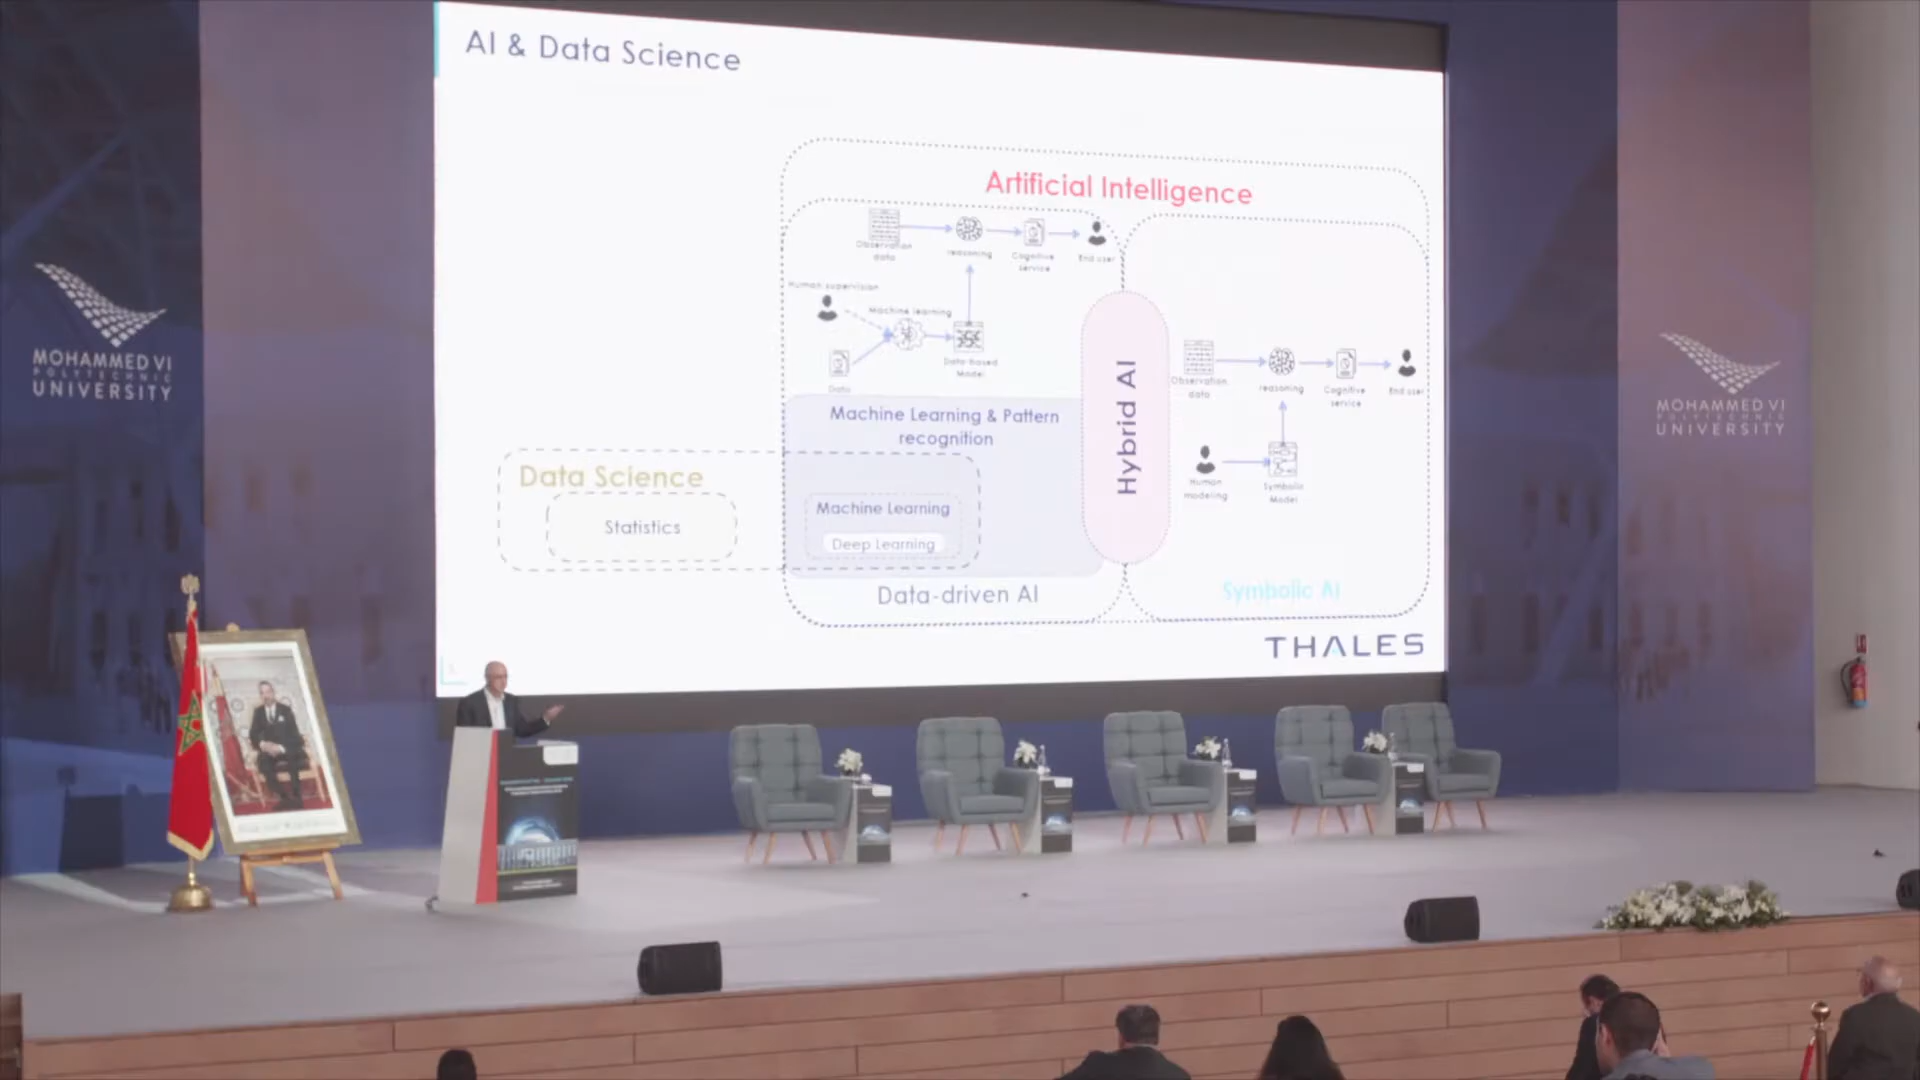 AI & Data Science
Artificial Intelligence
Observation
data
reasoning
Cognitive
service
End user
Human supervision
Machine learning
Data
Data-based
Model
Machine Learning & Pattern
recognition
Data Science
Statistics
Machine Learning
Deep Learning
Data-driven AI
Hybrid AI
Observation
data
reasoning
Cognitive
service
End user
Human
modeling
Symbolic
Model
Symbolic AI
THALES
MOHAMMED VI
POLYTECHNIC
UNIVERSITY
MOHAMMED VI
POLYTECHNIC
UNIVERSITY